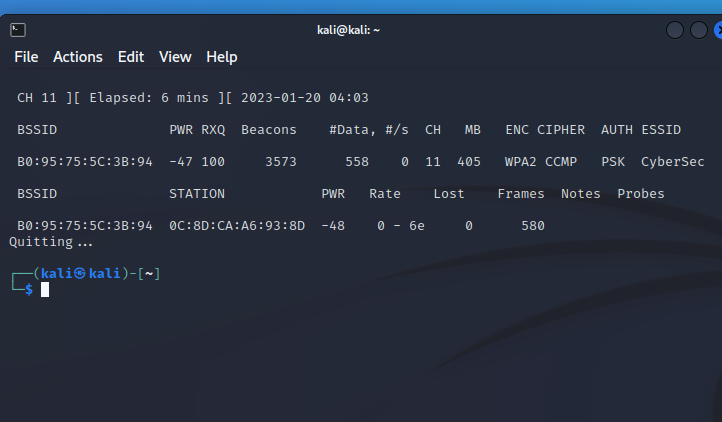 kali@kali: ~
File Actions Edit View Help
CH 11 ][ Elapsed: 6 mins ][ 2023-01-20 04:03
BSSID PWR RXQ Beacons #Data, #/s CH MB ENC CIPHER AUTH ESSID
B0:95:75:5C:3B:94 -47 100 3573 558 0 11 405 WPA2 CCMP PSK CyberSec
BSSID STATION PWR Rate Lost Frames Notes Probes
B0:95:75:5C:3B:94 0C:8D:CA:A6:93:8D -48 0 - 6e 0 580
Quitting...
┌──(kali㉿kali)-[~]
└─$